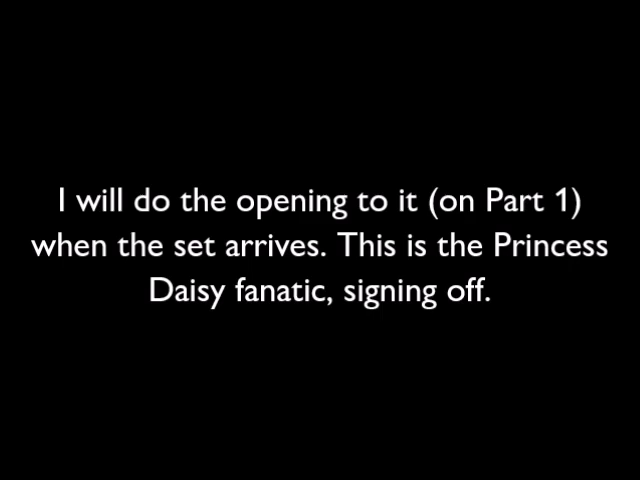 I will do the opening to it (on Part 1)
when the set arrives. This is the Princess
Daisy fanatic, signing off.